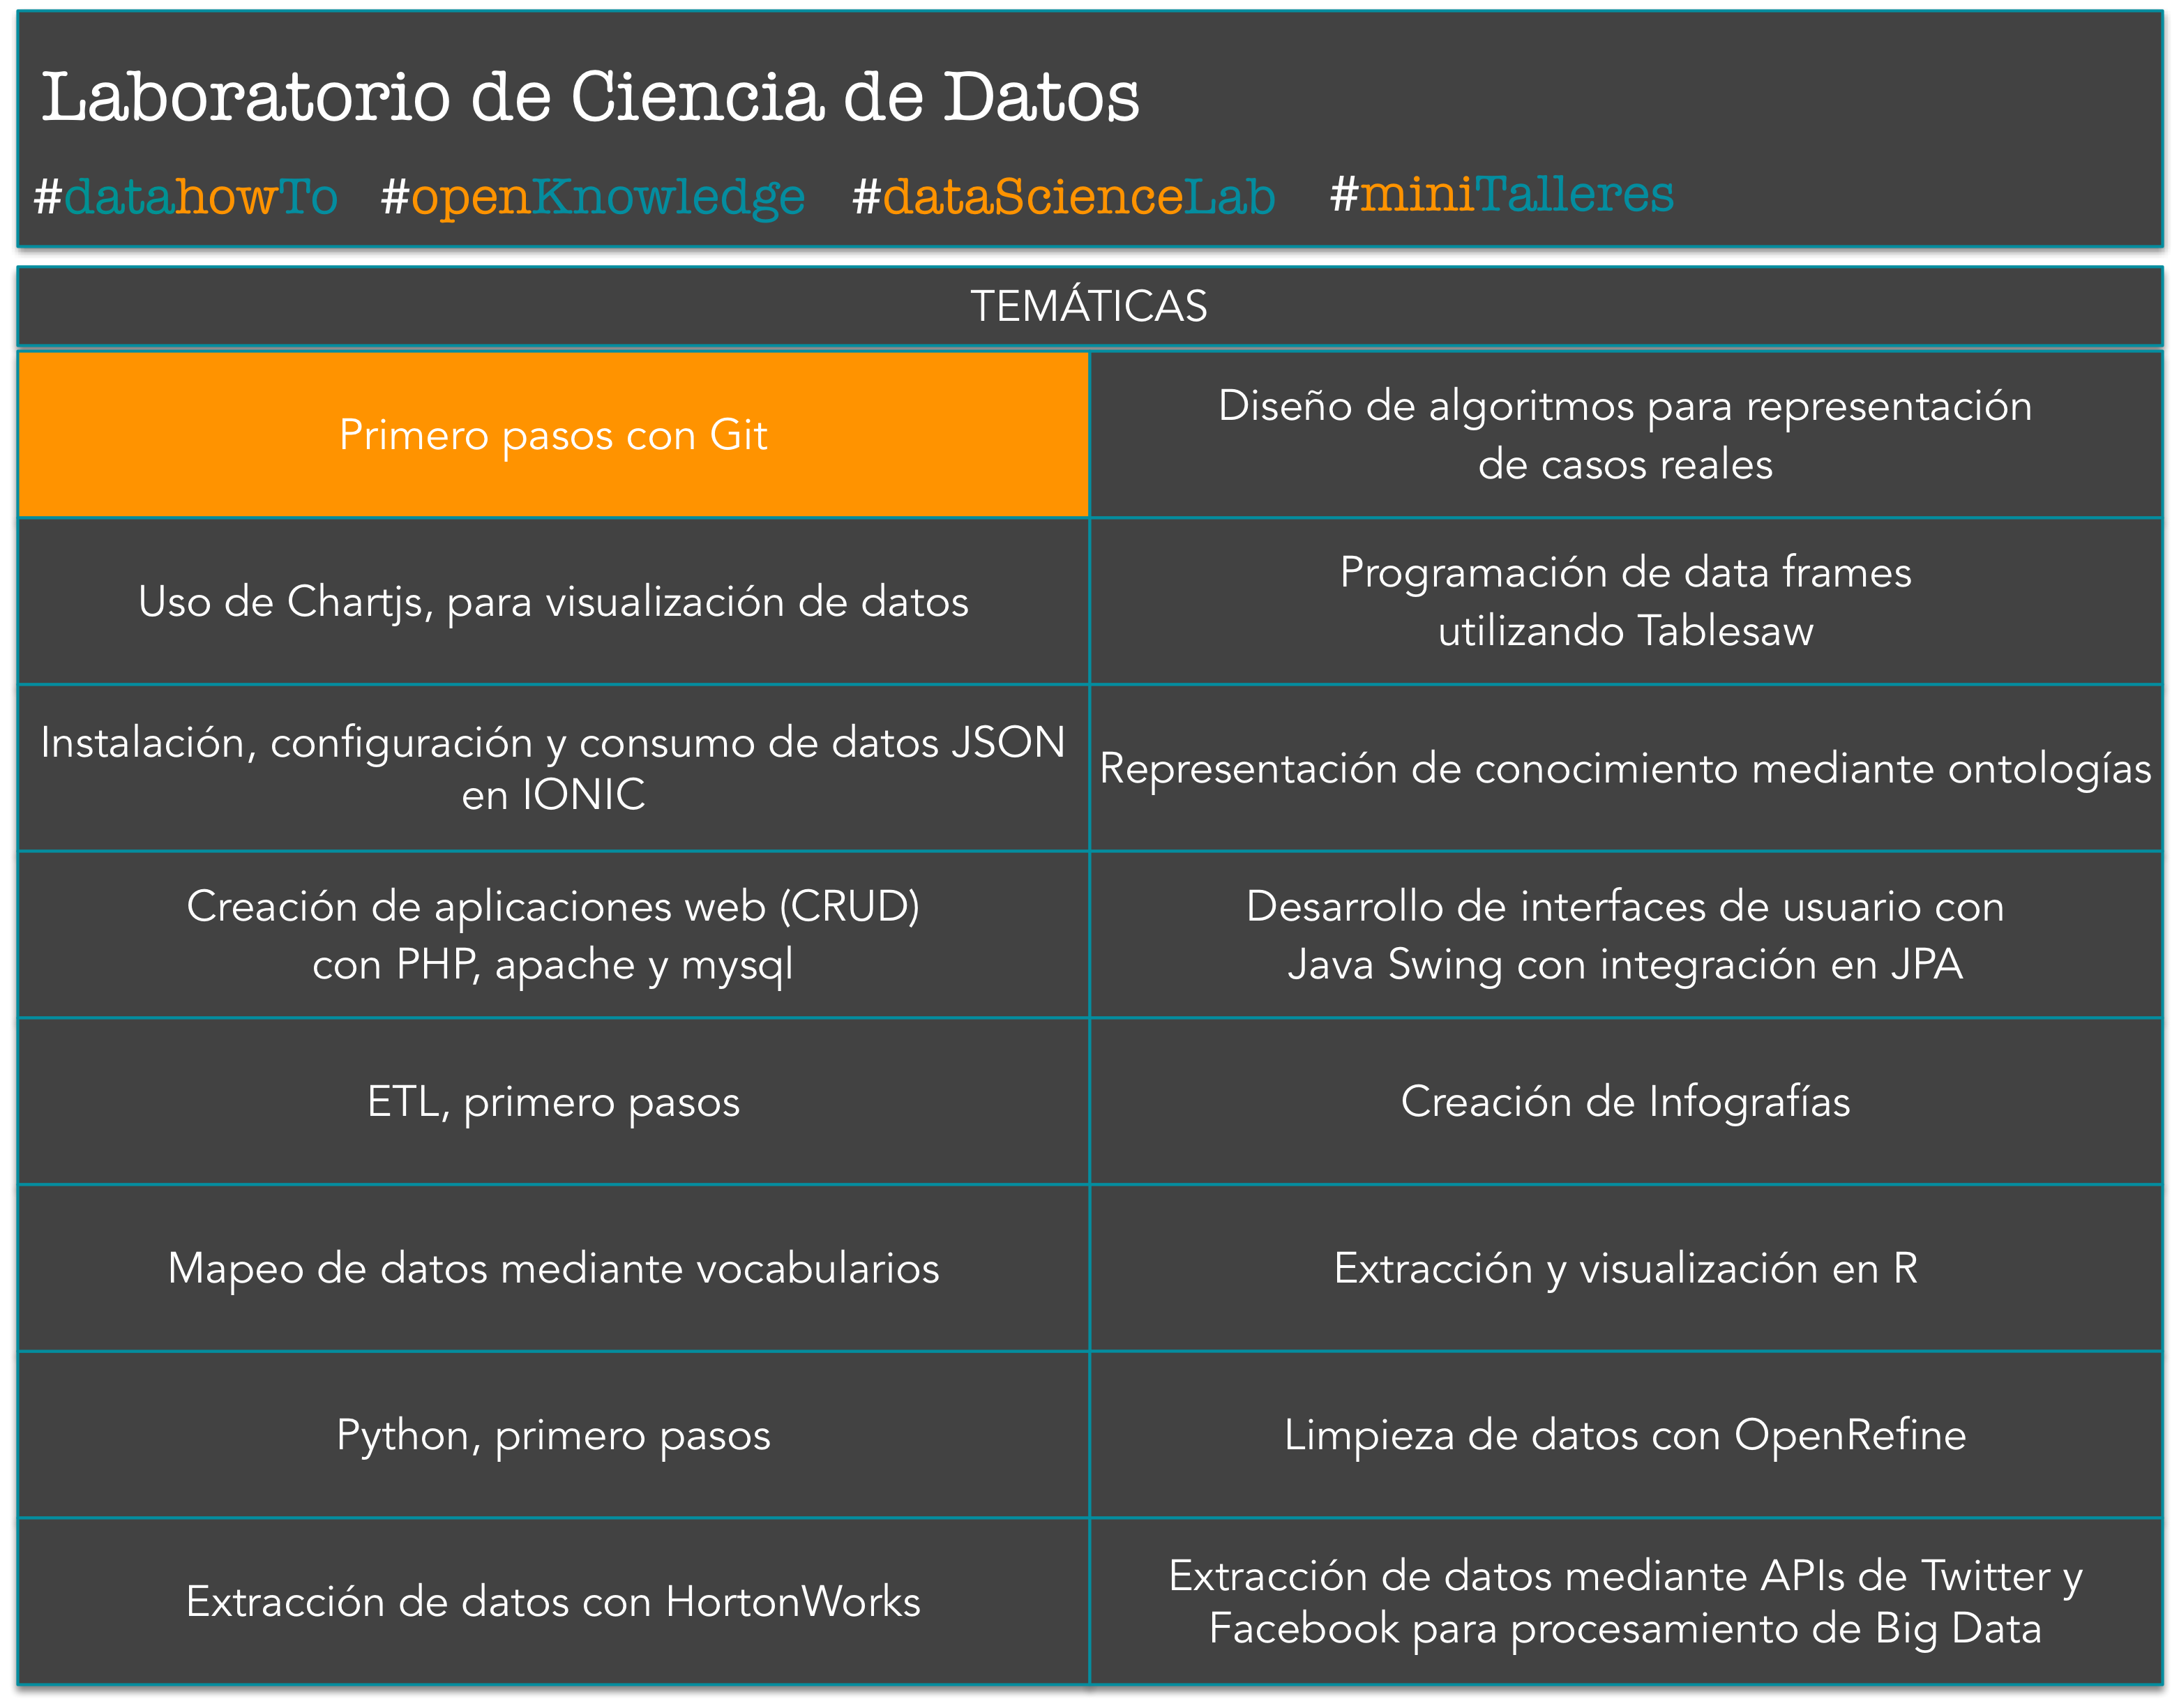 Laboratorio de Ciencia de Datos
#datahowTo #openKnowledge #dataScienceLab #miniTalleres
TEMÁTICAS
Primero pasos con Git
Diseño de algoritmos para representación
de casos reales
Uso de Chartjs, para visualización de datos
Programación de data frames
utilizando Tablesaw
Instalación, configuración y consumo de datos JSON
en IONIC
Representación de conocimiento mediante ontologías
Creación de aplicaciones web (CRUD)
con PHP, apache y mysql
Desarrollo de interfaces de usuario con
Java Swing con integración en JPA
ETL, primero pasos
Creación de Infografías
Mapeo de datos mediante vocabularios
Extracción y visualización en R
Python, primero pasos
Limpieza de datos con OpenRefine
Extracción de datos con HortonWorks
Extracción de datos mediante APIs de Twitter y
Facebook para procesamiento de Big Data